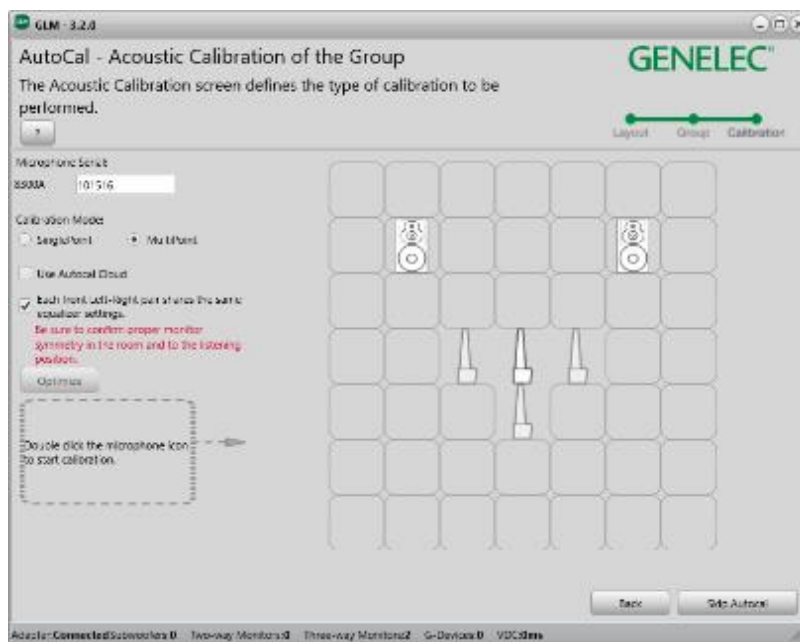 GLM - 3.2.0
AutoCal - Acoustic Calibration of the Group
GENELEC
The Acoustic Calibration screen defines the type of calibration to be
performed.
?
Layout Group Calibration
Microphone Serial:
8300A 101516
Calibration Mode:
SinglePoint MultiPoint
Use Autocal Cloud
Each front Left-Right pair shares the same
equalizer settings.
Be sure to confirm proper monitor
symmetry in the room and to the listening
position.
Optimize
Double click the microphone icon
to start calibration.
Back Skip Autocal
Adapter:Connected Subwoofers:0 Two-way Monitors:0 Three-way Monitors:2 G-Devices:0 VDC:0ms